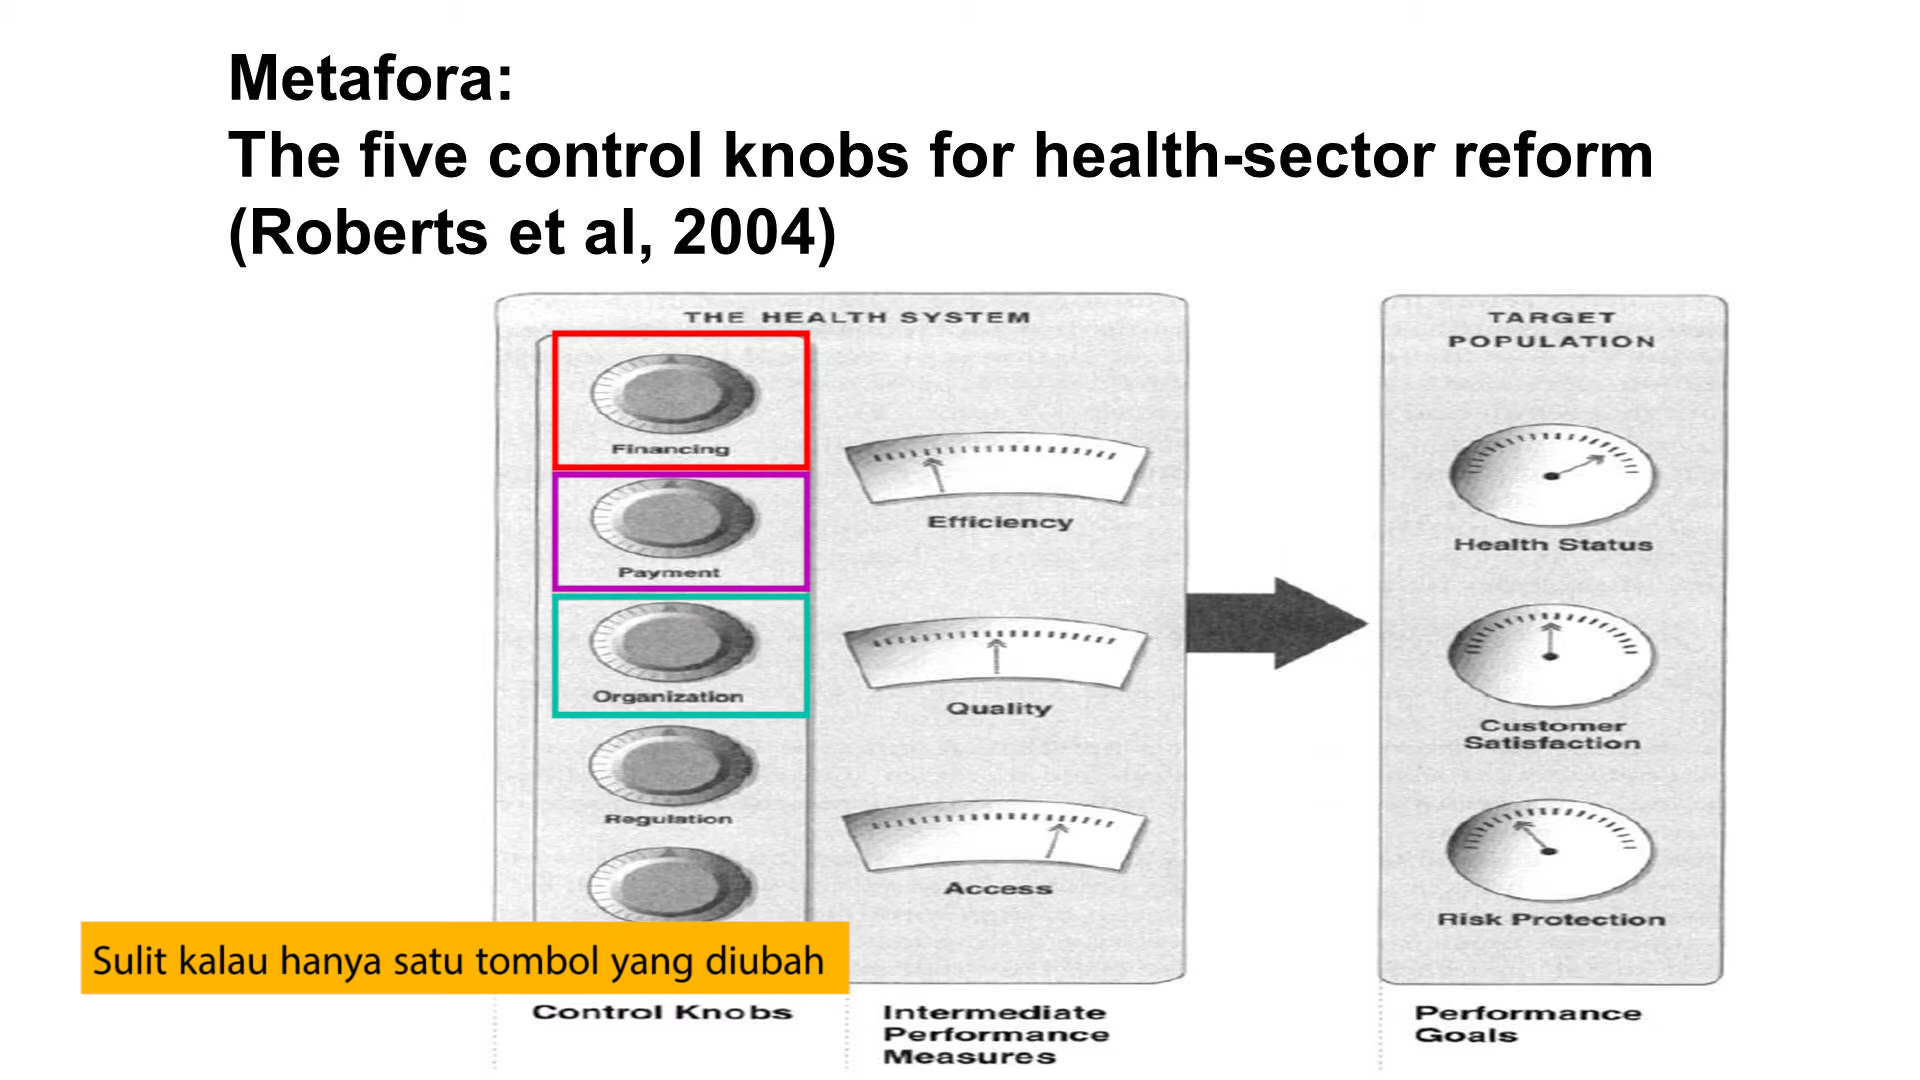 Metafora:
The five control knobs for health-sector reform
(Roberts et al, 2004)
THE HEALTH SYSTEM
Financing
Payment
Organization
Regulation
Efficiency
Quality
Access
TARGET
POPULATION
Health Status
Customer
Satisfaction
Risk Protection
Sulit kalau hanya satu tombol yang diubah
Control Knobs
Intermediate
Performance
Measures
Performance
Goals